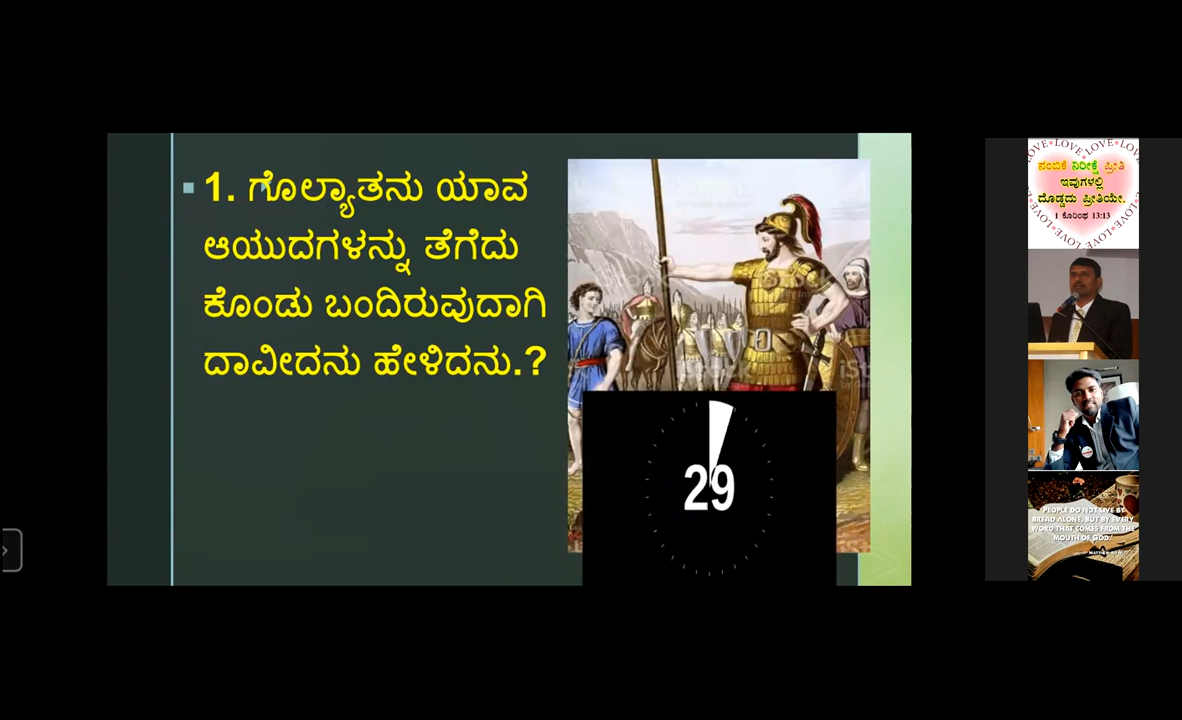 1. ಗೊಲ್ಯಾತನು ಯಾವ
ಆಯುದಗಳನ್ನು ತೆಗೆದು
ಕೊಂಡು ಬಂದಿರುವುದಾಗಿ
ದಾವೀದನು ಹೇಳಿದನು.?
29
ನಂಬಿಕೆ ನಿರೀಕ್ಷೆ ಪ್ರೀತಿ
ಇವುಗಳಲ್ಲಿ
ದೊಡ್ಡದು ಪ್ರೀತಿಯೇ.
1 ಕೊರಿಂಥ 13:13
"PEOPLE DO NOT LIVE BY
BREAD ALONE, BUT BY EVERY
WORD THAT COMES FROM THE
MOUTH OF GOD."